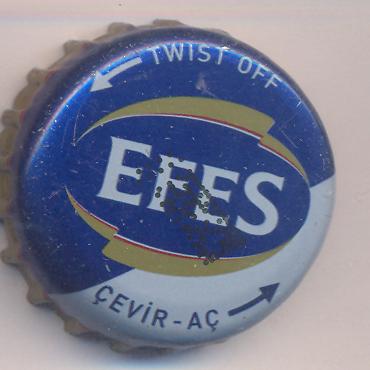 TWIST OFF
EFES
ÇEVİR-AÇ